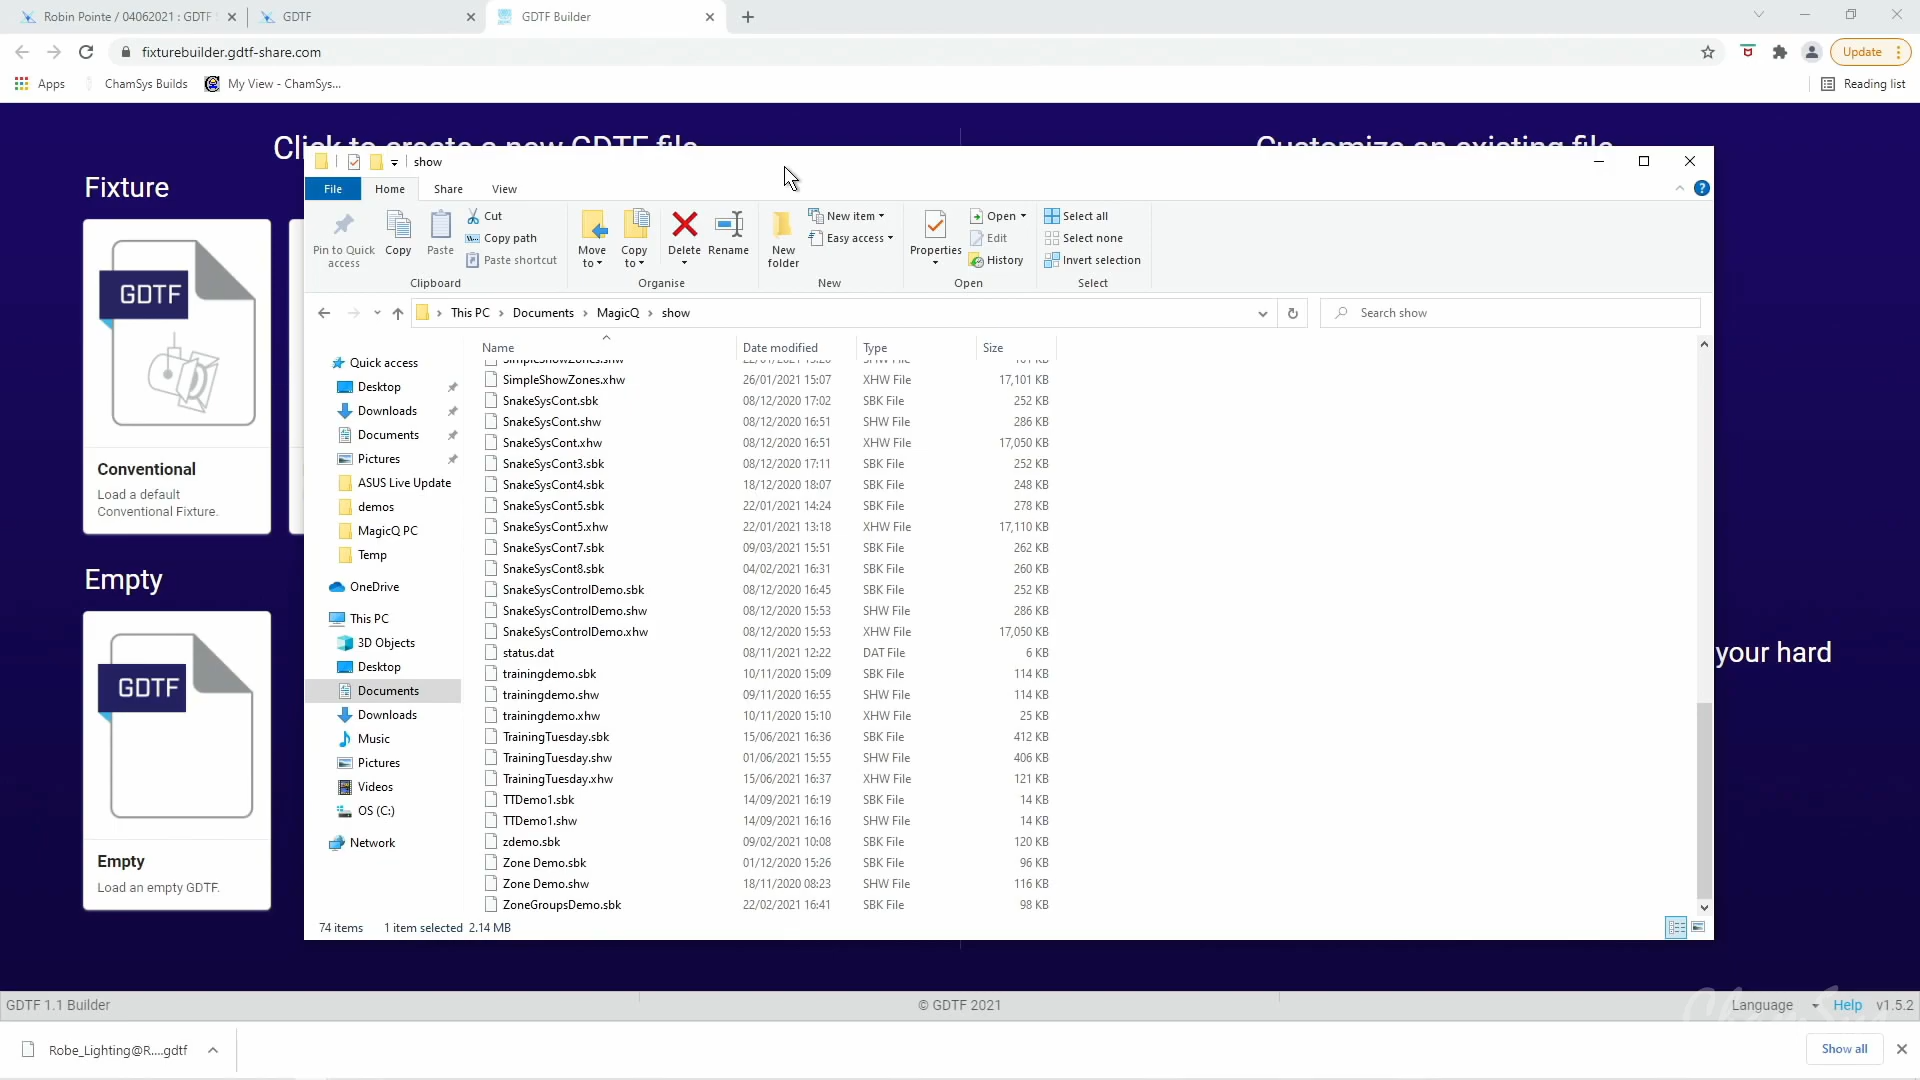 Robin Pointe / 04062021 : GDTF
GDTF
GDTF Builder
fixturebuilder.gdtf-share.com
Update
Apps
ChamSys Builds
My View - ChamSys...
Reading list
Click to create a new GDTF file
Customize an existing file
Fixture
GDTF
Conventional
Load a default
Conventional Fixture.
Empty
GDTF
Empty
Load an empty GDTF.
your hard
show
File
Home
Share
View
Pin to Quick
access
Copy
Paste
Cut
Copy path
Paste shortcut
Clipboard
Move
to
Copy
to
Delete
Rename
Organise
New
folder
New item
Easy access
New
Properties
Open
Edit
History
Open
Select all
Select none
Invert selection
Select
This PC > Documents > MagicQ > show
Search show
Quick access
Desktop
Downloads
Documents
Pictures
ASUS Live Update
demos
MagicQ PC
Temp
OneDrive
This PC
3D Objects
Desktop
Documents
Downloads
Music
Pictures
Videos
OS (C:)
Network
Name Date modified Type Size
SimpleShowZones.shw
SimpleShowZones.xhw 26/01/2021 15:07 XHW File 17,101 KB
SnakeSysCont.sbk 08/12/2020 17:02 SBK File 252 KB
SnakeSysCont.shw 08/12/2020 16:51 SHW File 286 KB
SnakeSysCont.xhw 08/12/2020 16:51 XHW File 17,050 KB
SnakeSysCont3.sbk 08/12/2020 17:11 SBK File 252 KB
SnakeSysCont4.sbk 18/12/2020 18:07 SBK File 248 KB
SnakeSysCont5.sbk 22/01/2021 14:24 SBK File 278 KB
SnakeSysCont5.xhw 22/01/2021 13:18 XHW File 17,110 KB
SnakeSysCont7.sbk 09/03/2021 15:51 SBK File 262 KB
SnakeSysCont8.sbk 04/02/2021 16:31 SBK File 260 KB
SnakeSysControlDemo.sbk 08/12/2020 16:45 SBK File 252 KB
SnakeSysControlDemo.shw 08/12/2020 15:53 SHW File 286 KB
SnakeSysControlDemo.xhw 08/12/2020 15:53 XHW File 17,050 KB
status.dat 08/11/2021 12:22 DAT File 6 KB
trainingdemo.sbk 10/11/2020 15:09 SBK File 114 KB
trainingdemo.shw 09/11/2020 16:55 SHW File 114 KB
trainingdemo.xhw 10/11/2020 15:10 XHW File 25 KB
TrainingTuesday.sbk 15/06/2021 16:36 SBK File 412 KB
TrainingTuesday.shw 01/06/2021 15:55 SHW File 406 KB
TrainingTuesday.xhw 15/06/2021 16:37 XHW File 121 KB
TTDemo1.sbk 14/09/2021 16:19 SBK File 14 KB
TTDemo1.shw 14/09/2021 16:16 SHW File 14 KB
zdemo.sbk 09/02/2021 10:08 SBK File 120 KB
Zone Demo.sbk 01/12/2020 15:26 SBK File 96 KB
Zone Demo.shw 18/11/2020 08:23 SHW File 116 KB
ZoneGroupsDemo.sbk 22/02/2021 16:41 SBK File 98 KB
74 items 1 item selected 2.14 MB
GDTF 1.1 Builder
© GDTF 2021
Language
Help
v1.5.2
ChamSys
Robe_Lighting@R....gdtf
Show all